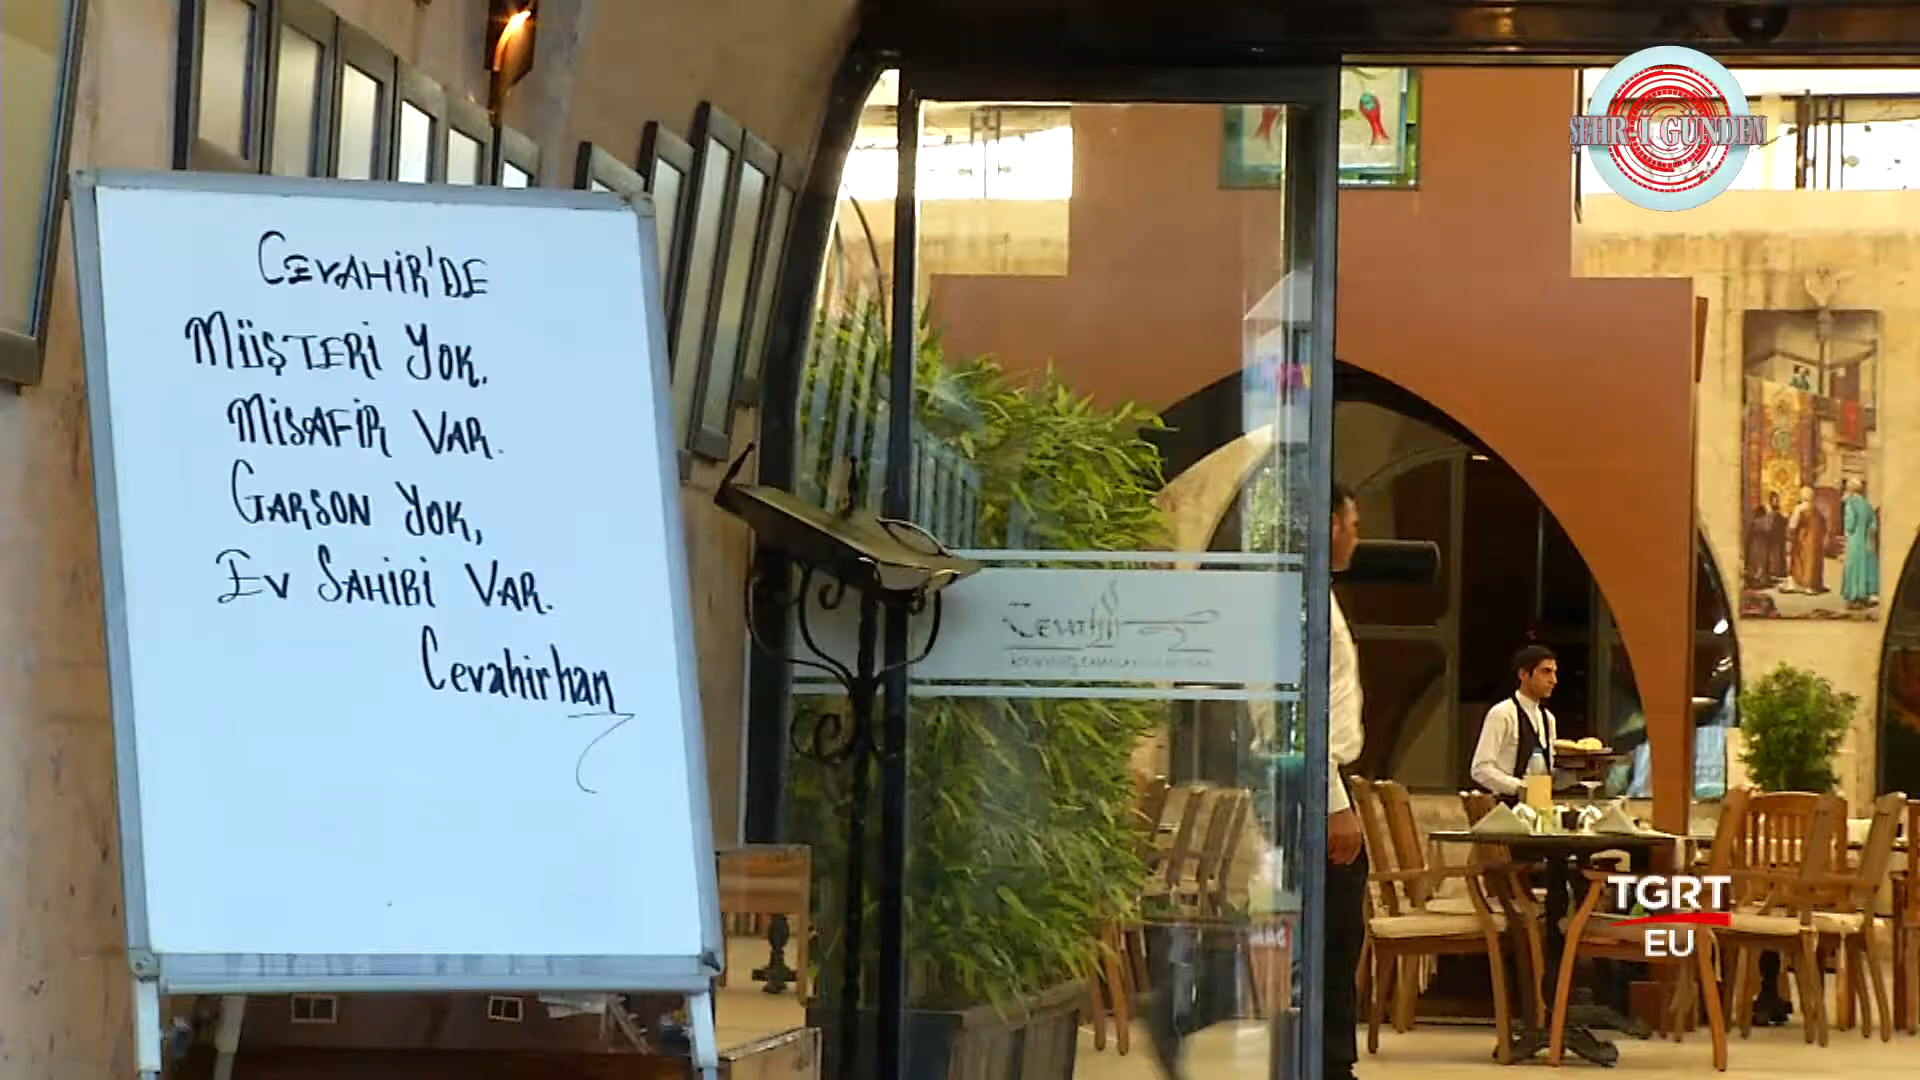 CEVAHİR'DE
MÜŞTERİ YOK,
MİSAFİR VAR.
GARSON YOK,
EV SAHİBİ VAR.
Cevahirhan
ŞEHR-İ GÜNDEM
TGRT
EU